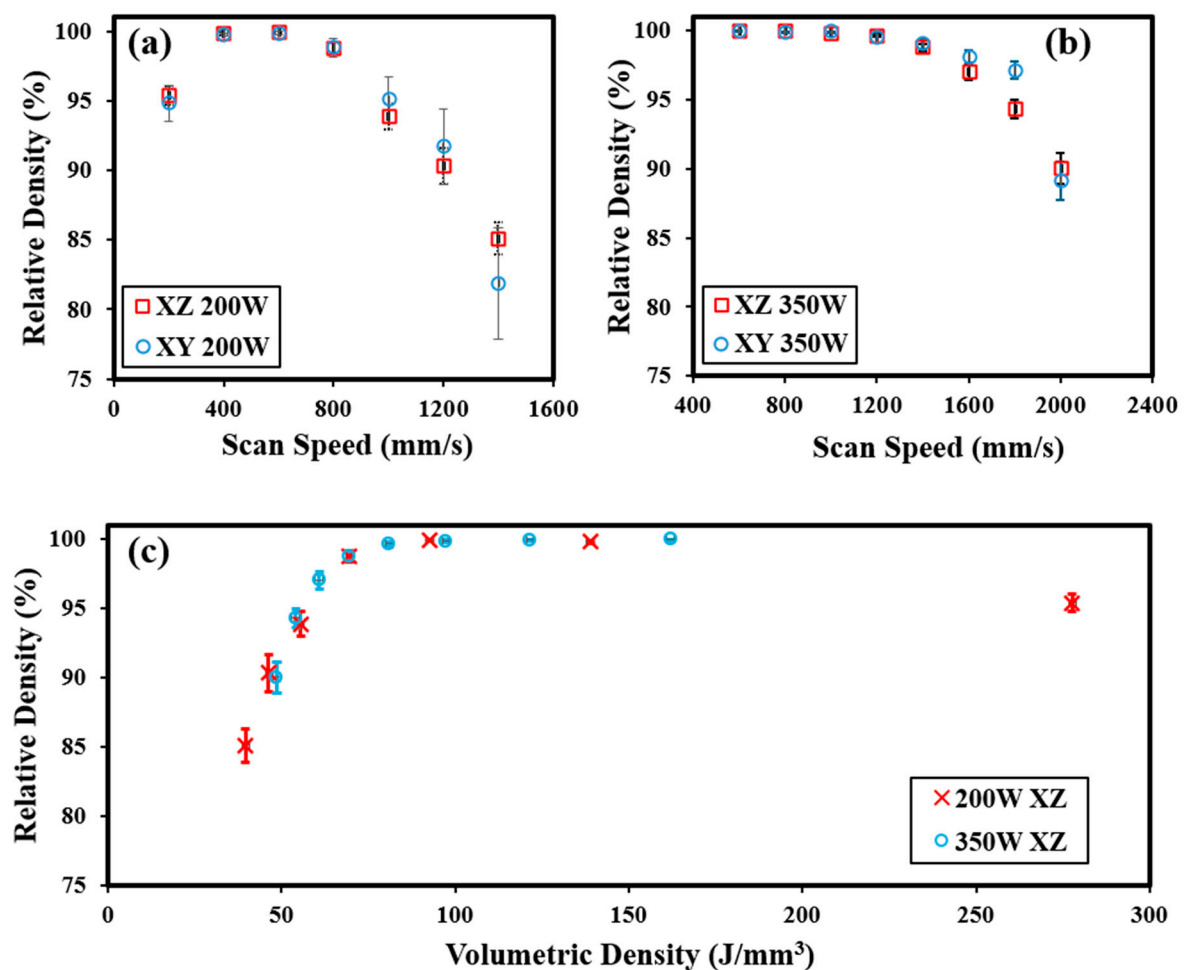 (a)
100
95
90
85
80
75
Relative Density (%)
XZ 200W
XY 200W
0 400 800 1200 1600
Scan Speed (mm/s)
(b)
100
95
90
85
80
75
Relative Density (%)
XZ 350W
XY 350W
400 800 1200 1600 2000 2400
Scan Speed (mm/s)
(c)
100
95
90
85
80
75
Relative Density (%)
200W XZ
350W XZ
0 50 100 150 200 250 300
Volumetric Density (J/mm³)